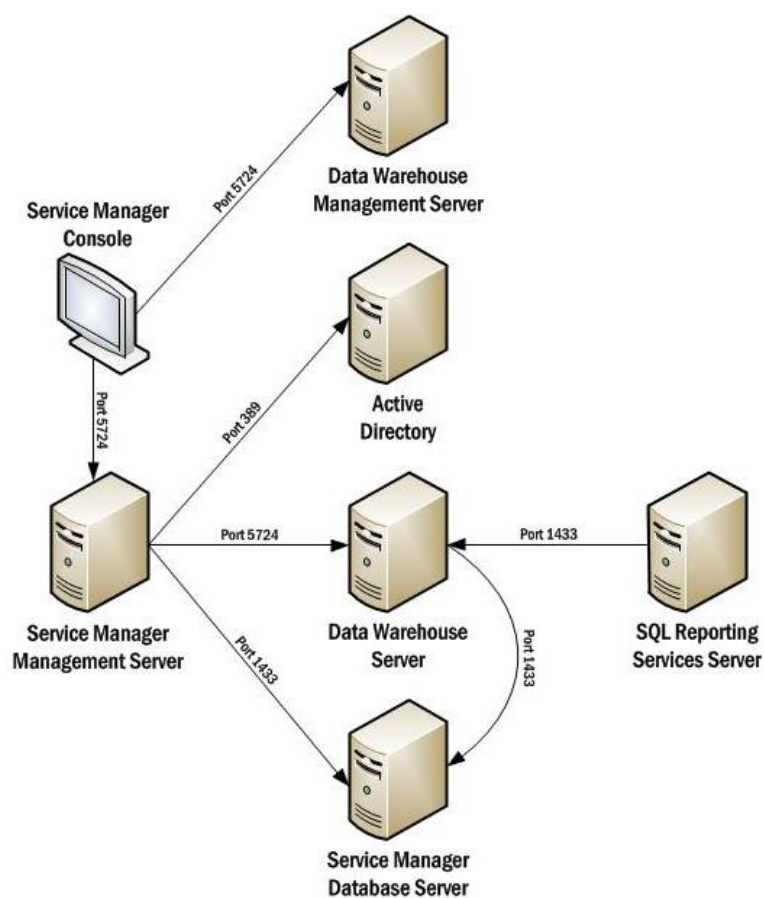 Port 5724
Data Warehouse
Management Server
Service Manager
Console
Port 5724
Port 389
Active
Directory
Port 5724
Port 1433
Service Manager
Management Server
Port 1433
Data Warehouse
Server
Port 1433
SQL Reporting
Services Server
Service Manager
Database Server